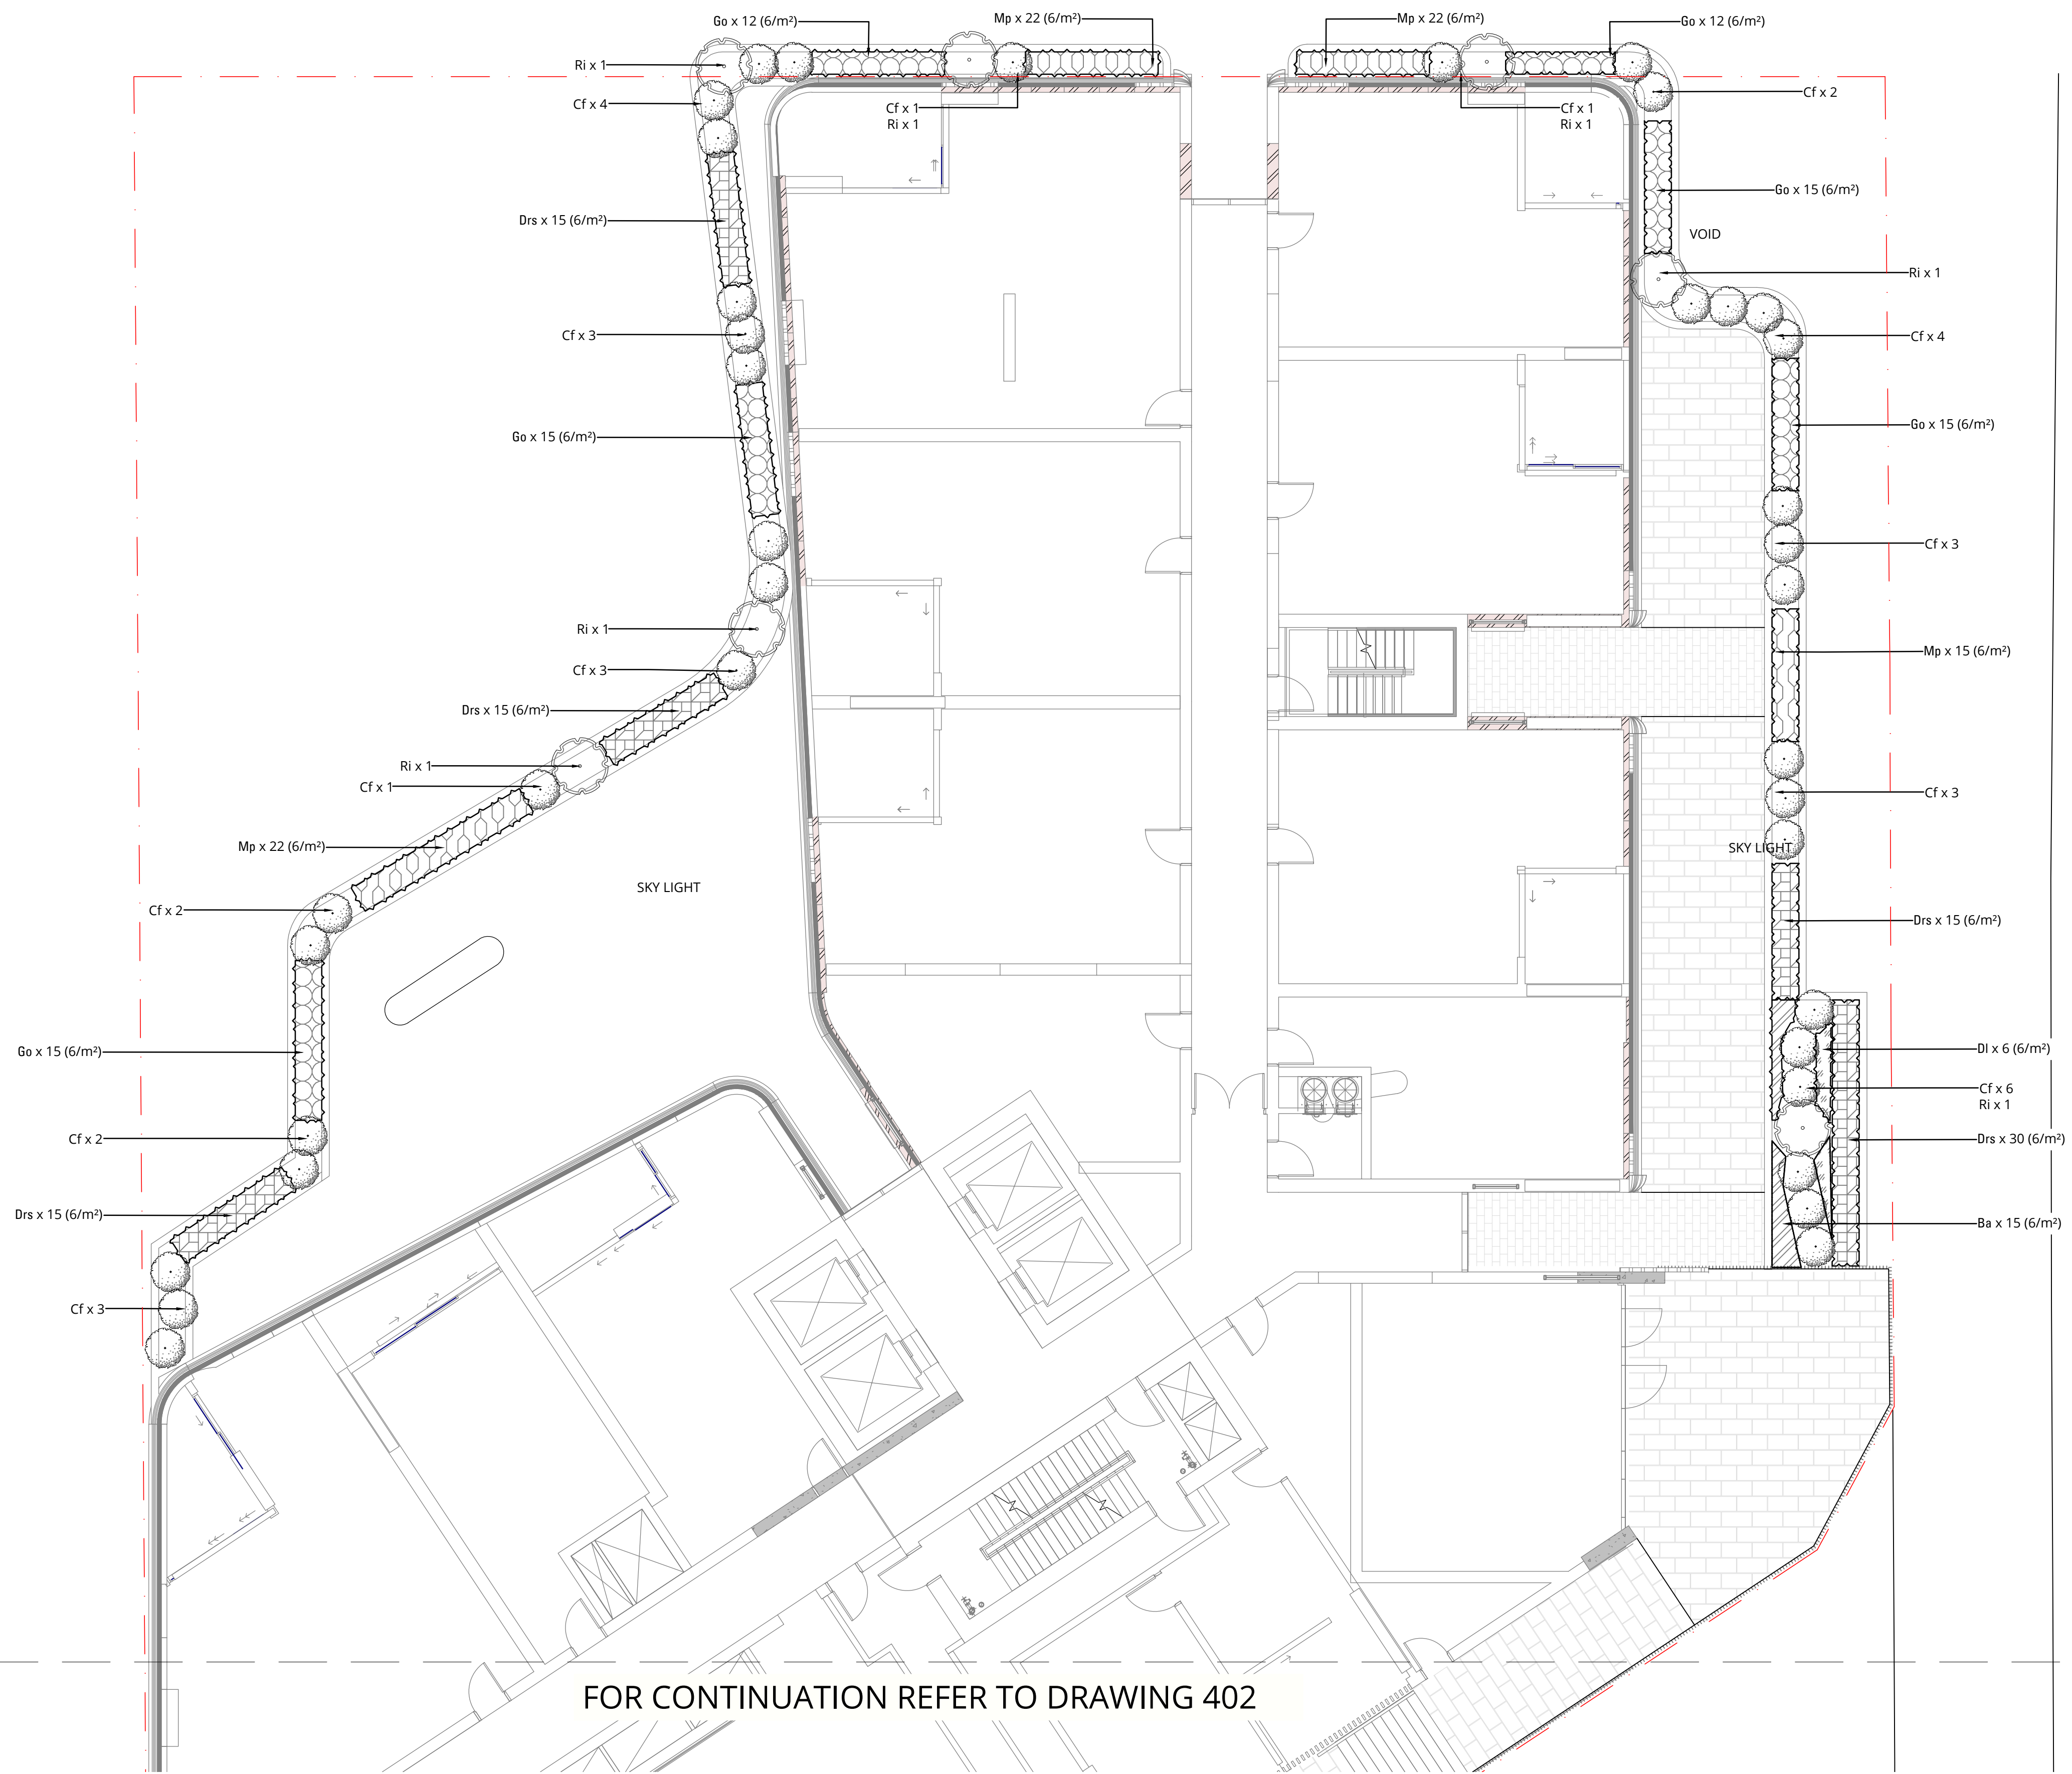 Go x 12 (6/m²)
Mp x 22 (6/m²)
Mp x 22 (6/m²)
Go x 12 (6/m²)
Ri x 1
Cf x 4
Cf x 1
Ri x 1
Cf x 1
Ri x 1
Cf x 2
Drs x 15 (6/m²)
Go x 15 (6/m²)
VOID
Ri x 1
Cf x 3
Cf x 4
Go x 15 (6/m²)
Go x 15 (6/m²)
Cf x 3
Ri x 1
Mp x 15 (6/m²)
Cf x 3
Drs x 15 (6/m²)
Ri x 1
Cf x 1
Cf x 3
Mp x 22 (6/m²)
SKY LIGHT
SKY LIGHT
Cf x 2
Drs x 15 (6/m²)
Go x 15 (6/m²)
Dl x 6 (6/m²)
Cf x 6
Ri x 1
Cf x 2
Drs x 30 (6/m²)
Drs x 15 (6/m²)
Ba x 15 (6/m²)
Cf x 3
FOR CONTINUATION REFER TO DRAWING 402